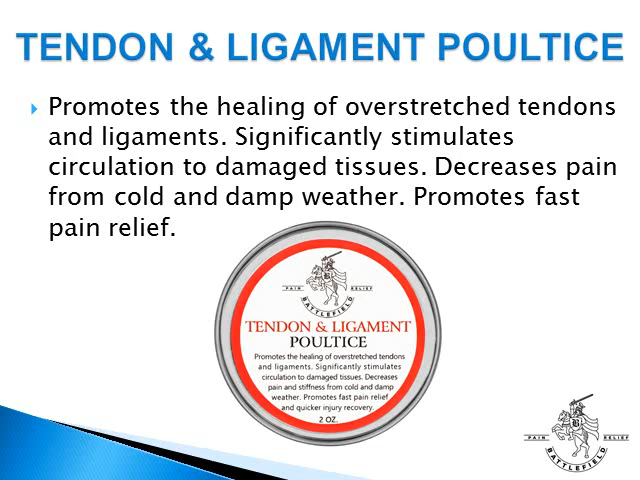 TENDON & LIGAMENT POULTICE
Promotes the healing of overstretched tendons
and ligaments. Significantly stimulates
circulation to damaged tissues. Decreases pain
from cold and damp weather. Promotes fast
pain relief.
PAIN RELIEF
BATTLEFIELD
TENDON & LIGAMENT
POULTICE
Promotes the healing of overstretched tendons
and ligaments. Significantly stimulates
circulation to damaged tissues. Decreases
pain and stiffness from cold and damp
weather. Promotes fast pain relief
and quicker injury recovery.
2 OZ.
B
PAIN RELIEF
BATTLEFIELD